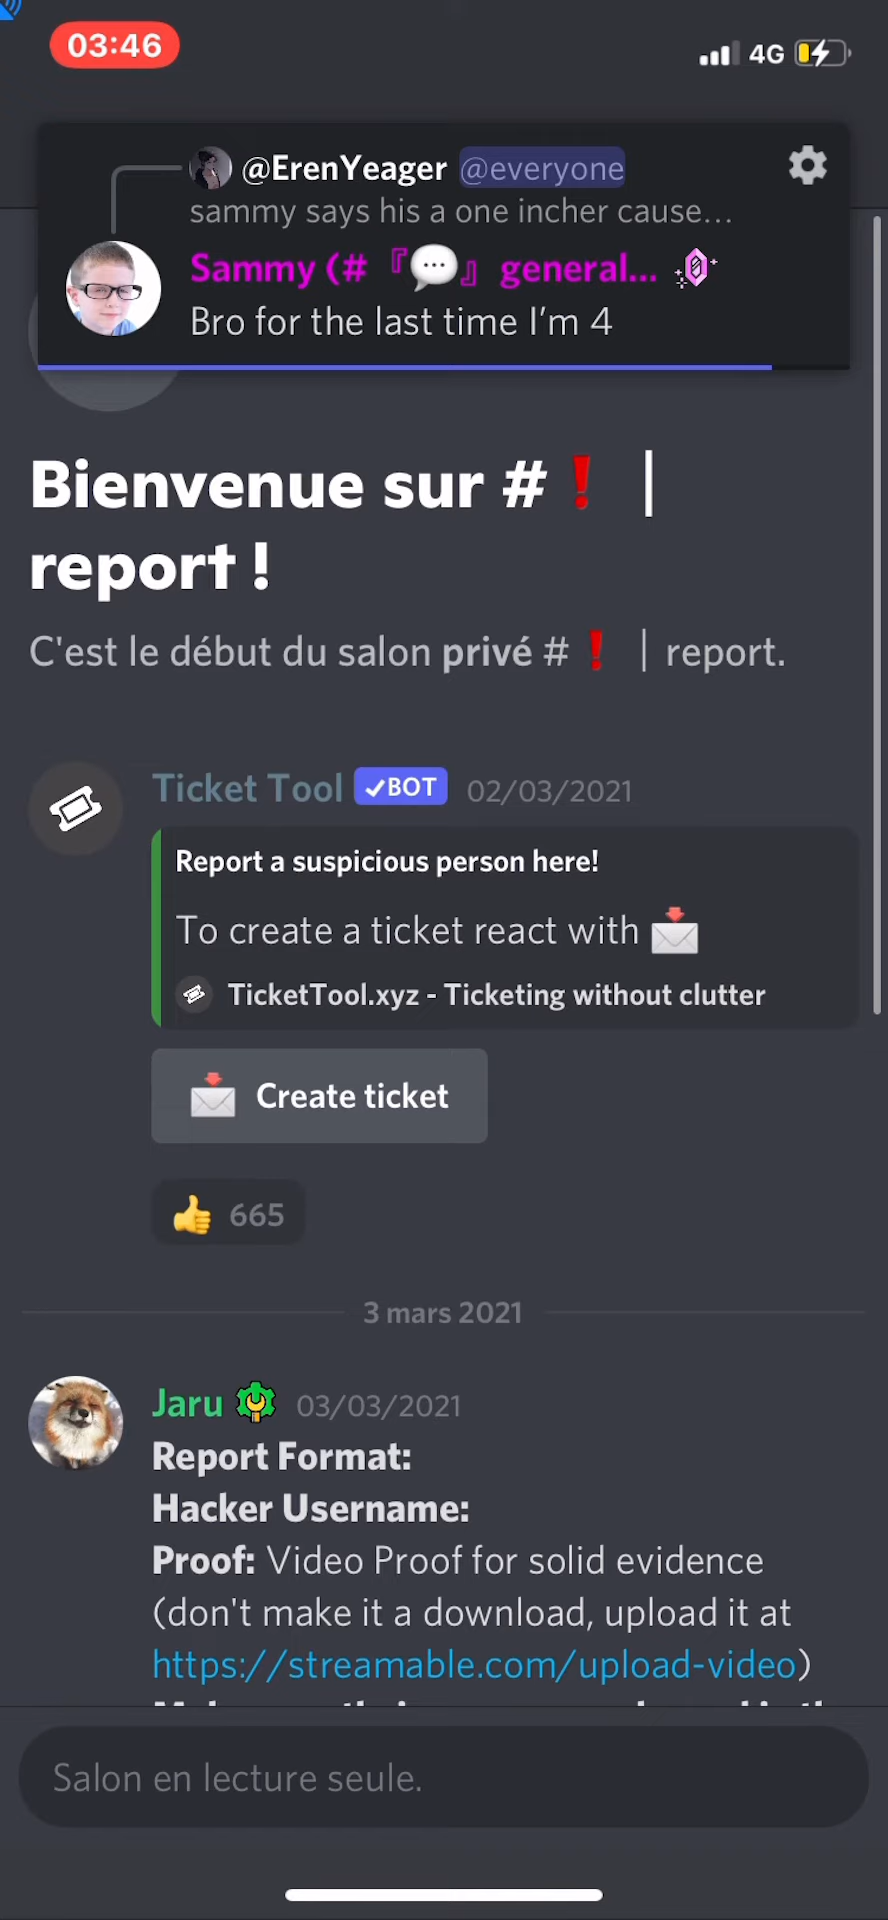 03:46
4G
@ErenYeager @everyone
sammy says his a one incher cause...
Sammy (# 『💬』 general...
Bro for the last time I'm 4
Bienvenue sur #❗ |
report !
C'est le début du salon privé #❗ | report.
Ticket Tool ✓BOT 02/03/2021
Report a suspicious person here!
To create a ticket react with 📩
TicketTool.xyz - Ticketing without clutter
📩 Create ticket
👍 665
3 mars 2021
Jaru 03/03/2021
Report Format:
Hacker Username:
Proof: Video Proof for solid evidence
(don't make it a download, upload it at
https://streamable.com/upload-video)
Salon en lecture seule.